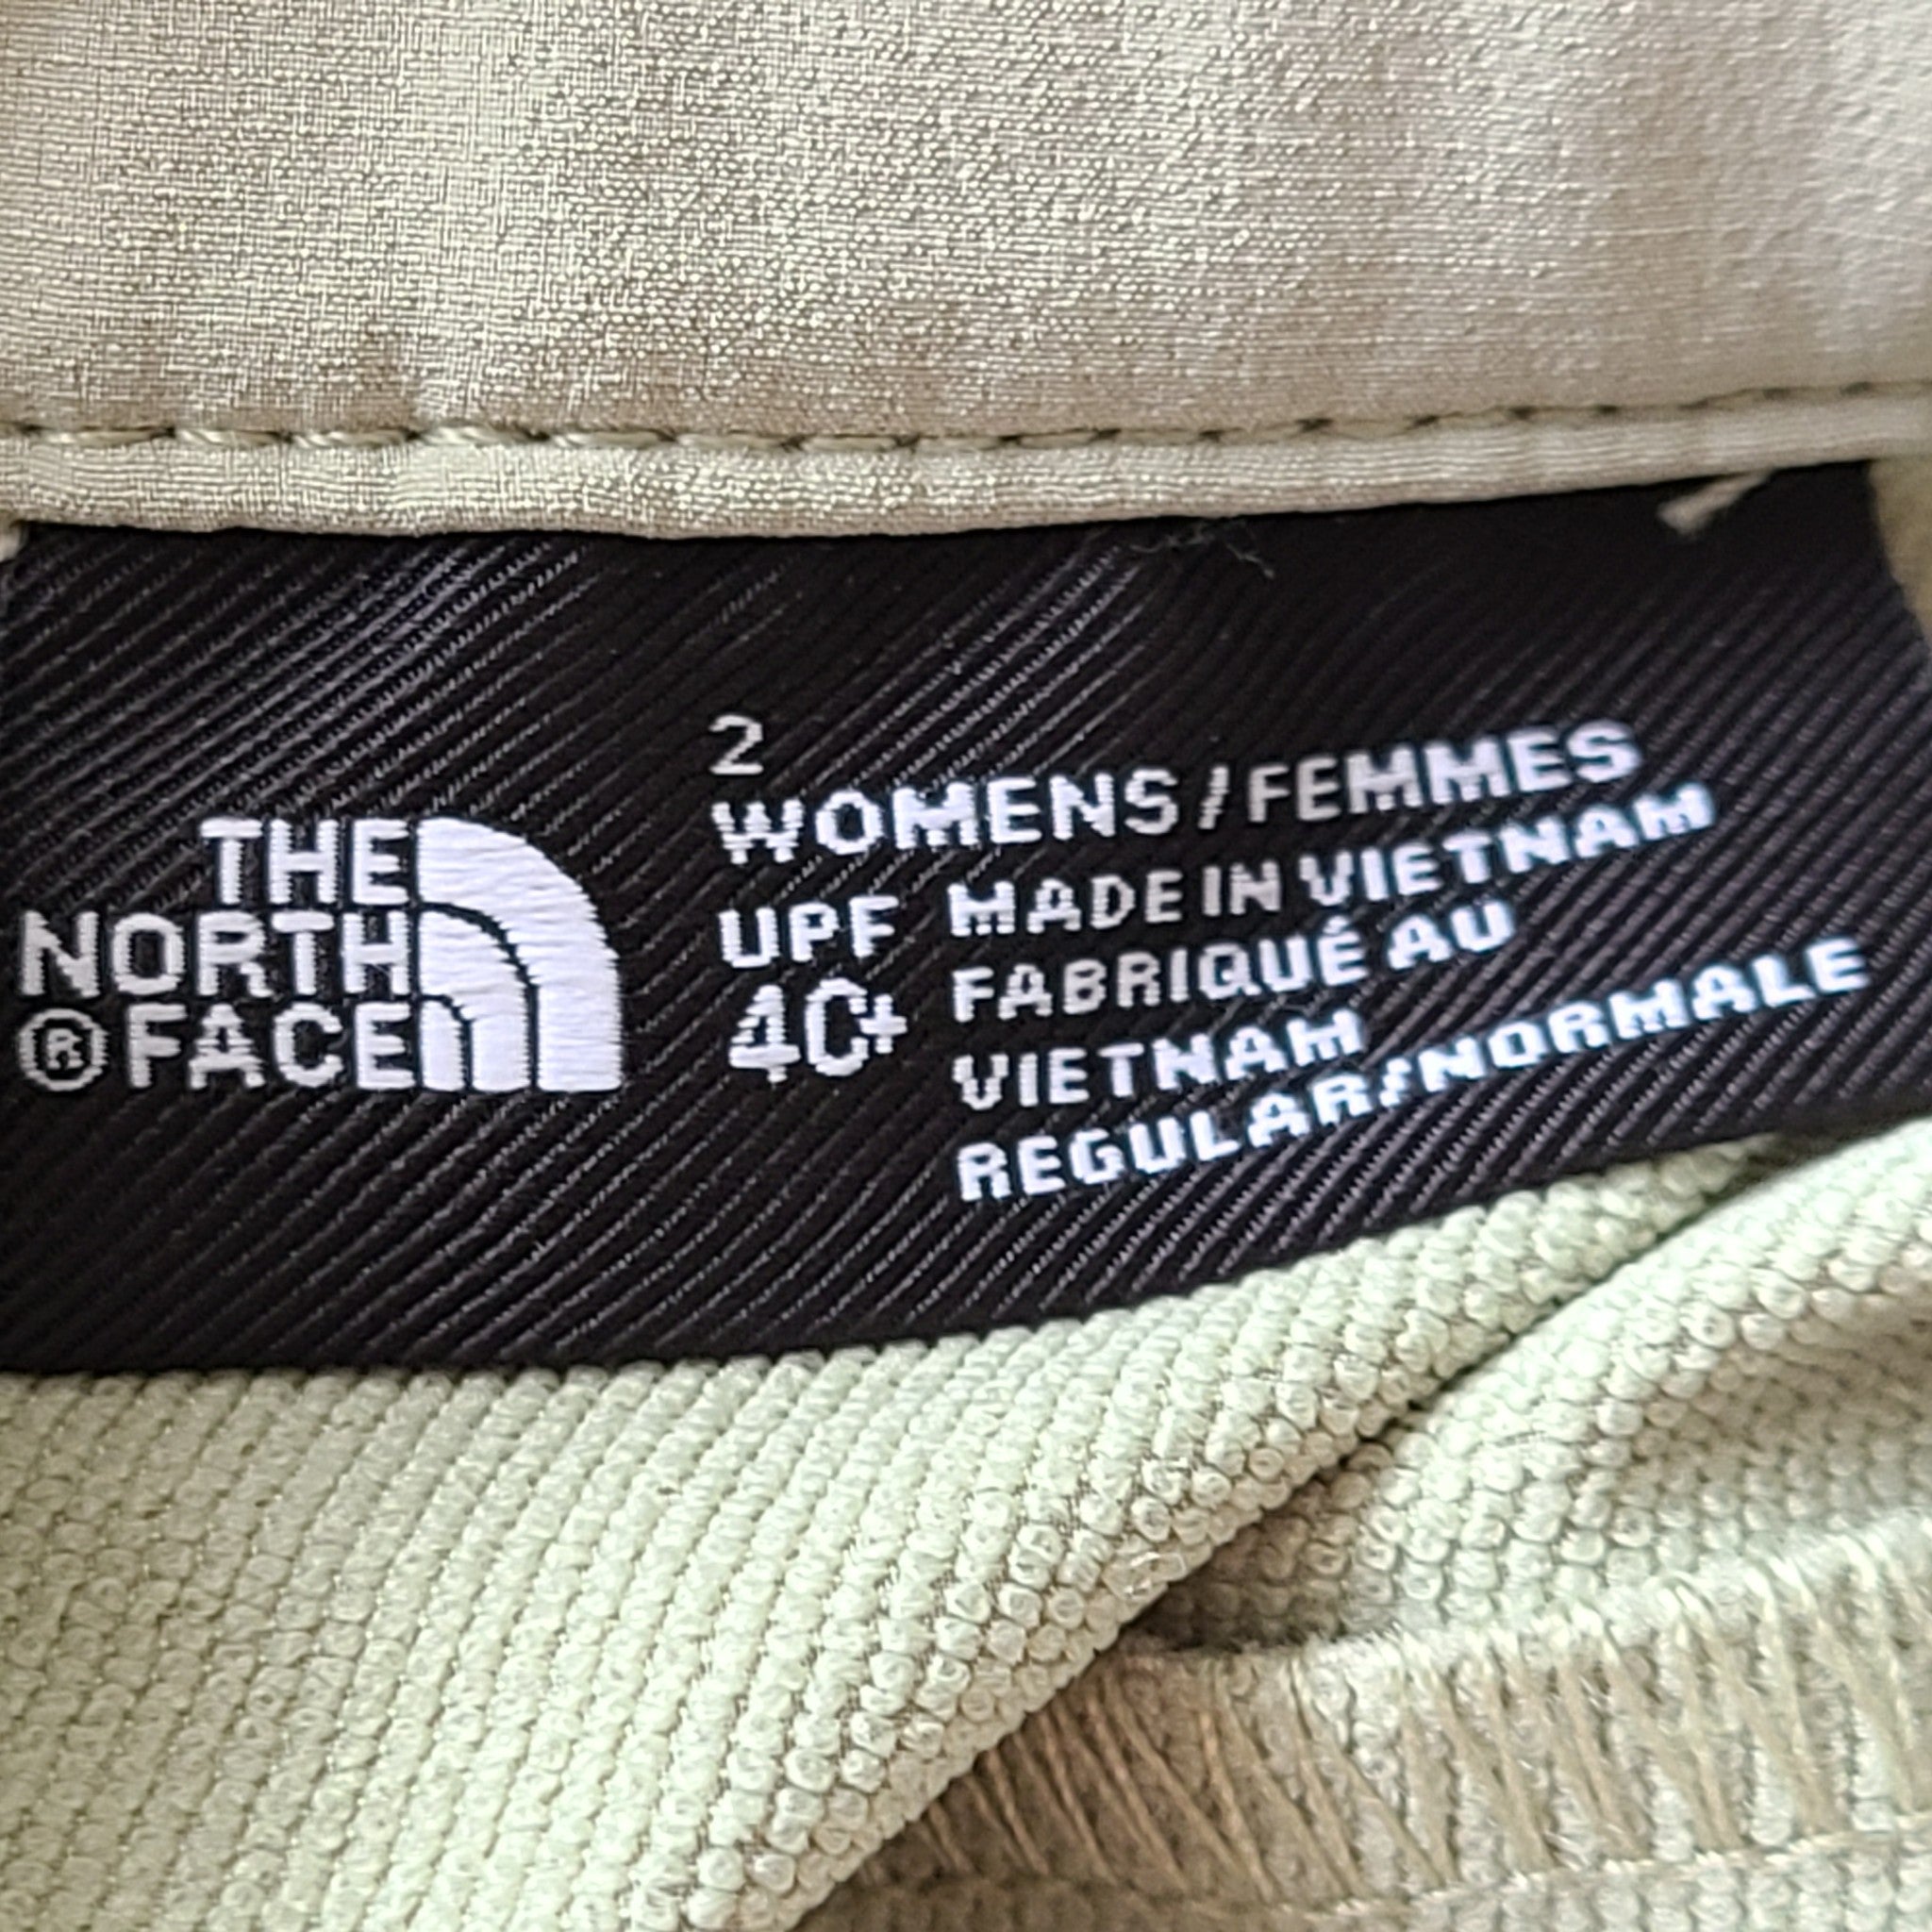 THE
NORTH
®FACE
2
WOMENS / FEMMES
UPF
40+
MADE IN VIETNAM
FABRIQUÉ AU
VIETNAM
REGULAR/NORMALE